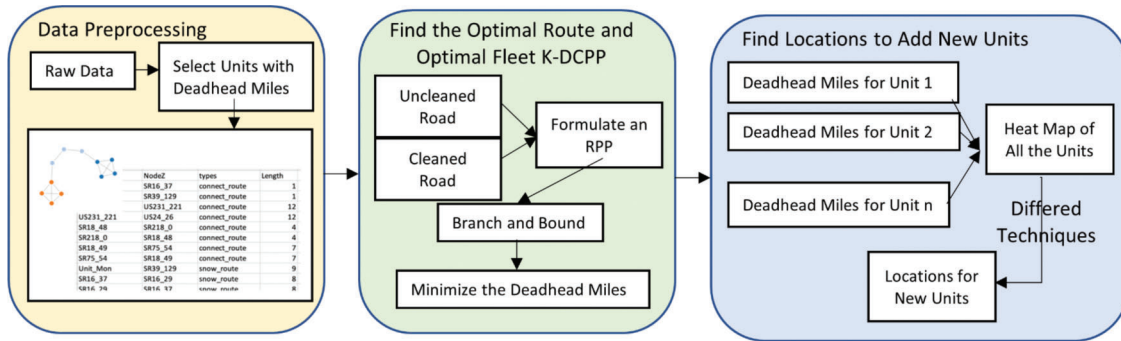 Data Preprocessing
Raw Data
Select Units with
Deadhead Miles
NodeZ types Length
SR16_37 connect_route 1
SR39_129 connect_route 1
US231_221 connect_route 12
US231_221 US24_26 connect_route 12
SR18_48 SR218_0 connect_route 4
SR218_0 SR18_48 connect_route 4
SR18_49 SR75_54 connect_route 7
SR75_54 SR18_49 connect_route 7
Unit_Mon SR39_129 snow_route 9
SR16_37 SR16_29 snow_route 8
SR16_29 SR16_37 snow_route 8
Find the Optimal Route and
Optimal Fleet K-DCPP
Uncleaned
Road
Cleaned
Road
Formulate an
RPP
Branch and Bound
Minimize the Deadhead Miles
Find Locations to Add New Units
Deadhead Miles for Unit 1
Deadhead Miles for Unit 2
Deadhead Miles for Unit n
Heat Map of
All the Units
Differed
Techniques
Locations for
New Units